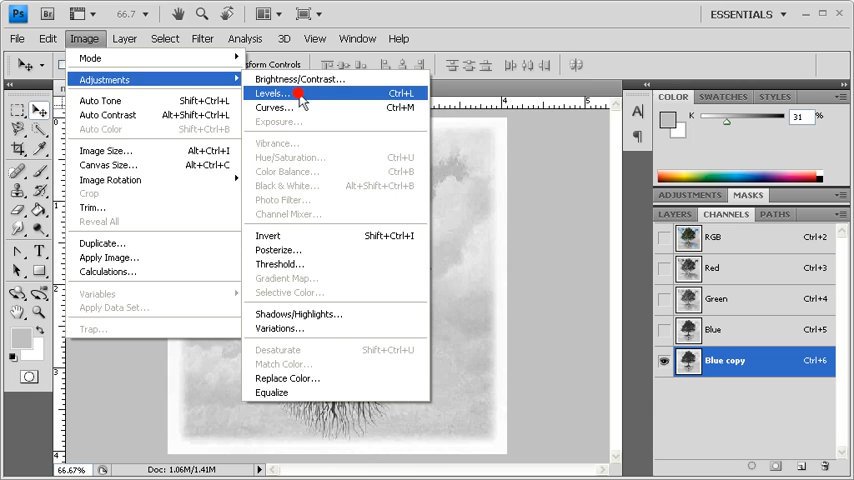 Ps Br 66.7 ESSENTIALS
File Edit Image Layer Select Filter Analysis 3D View Window Help
Mode
Adjustments
Auto Tone Shift+Ctrl+L
Auto Contrast Alt+Shift+Ctrl+L
Auto Color Shift+Ctrl+B
Image Size... Alt+Ctrl+I
Canvas Size... Alt+Ctrl+C
Image Rotation
Crop
Trim...
Reveal All
Duplicate...
Apply Image...
Calculations...
Variables
Apply Data Set...
Trap...
Transform Controls
Brightness/Contrast...
Levels... Ctrl+L
Curves... Ctrl+M
Exposure...
Vibrance...
Hue/Saturation... Ctrl+U
Color Balance... Ctrl+B
Black & White... Alt+Shift+Ctrl+B
Photo Filter...
Channel Mixer...
Invert Shift+Ctrl+I
Posterize...
Threshold...
Gradient Map...
Selective Color...
Shadows/Highlights...
Variations...
Desaturate Shift+Ctrl+U
Match Color...
Replace Color...
Equalize
4 5
3
4
66.67% Doc: 1.06M/1.41M
COLOR SWATCHES STYLES
K 31 %
ADJUSTMENTS MASKS
LAYERS CHANNELS PATHS
RGB Ctrl+2
Red Ctrl+3
Green Ctrl+4
Blue Ctrl+5
Blue copy Ctrl+6